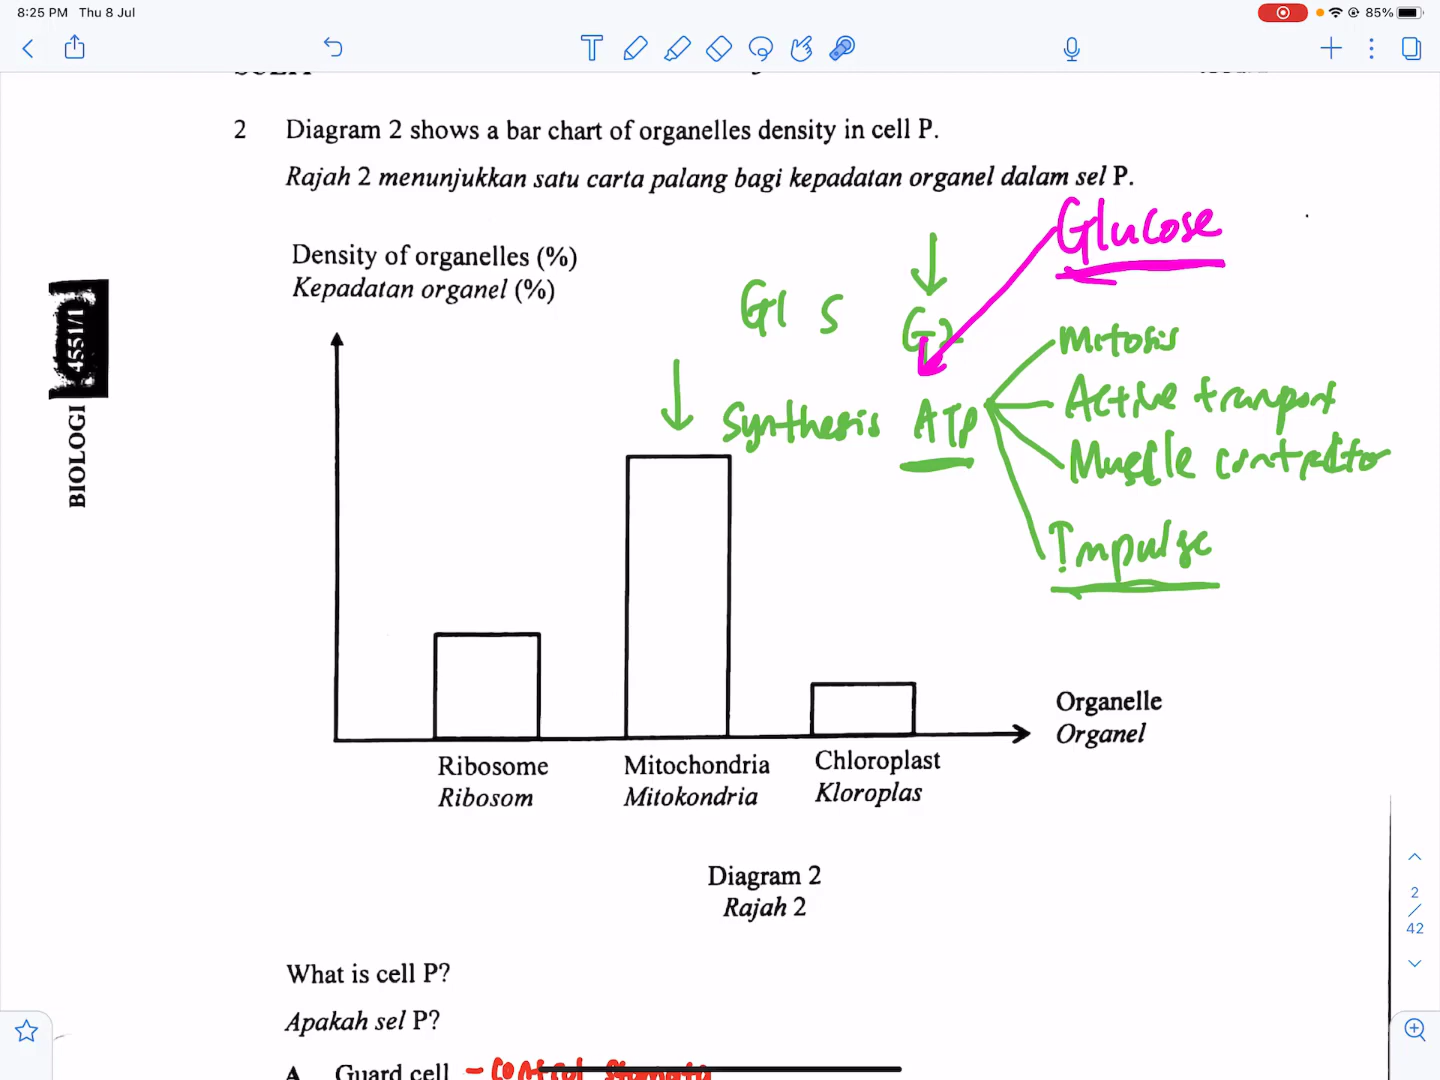 8:25 PM Thu 8 Jul
85%
2 Diagram 2 shows a bar chart of organelles density in cell P.
Rajah 2 menunjukkan satu carta palang bagi kepadatan organel dalam sel P.
Glucose
Density of organelles (%)
Kepadatan organel (%)
G1 S G2
Mitosis
Active transport
Synthesis ATP
Muscle
Impulse
4551/1
BIOLOGI
Organelle
Organel
Ribosome Mitochondria Chloroplast
Ribosom Mitokondria Kloroplas
Diagram 2
Rajah 2
2
/
42
What is cell P?
Apakah sel P?
A Guard cell - control stomata